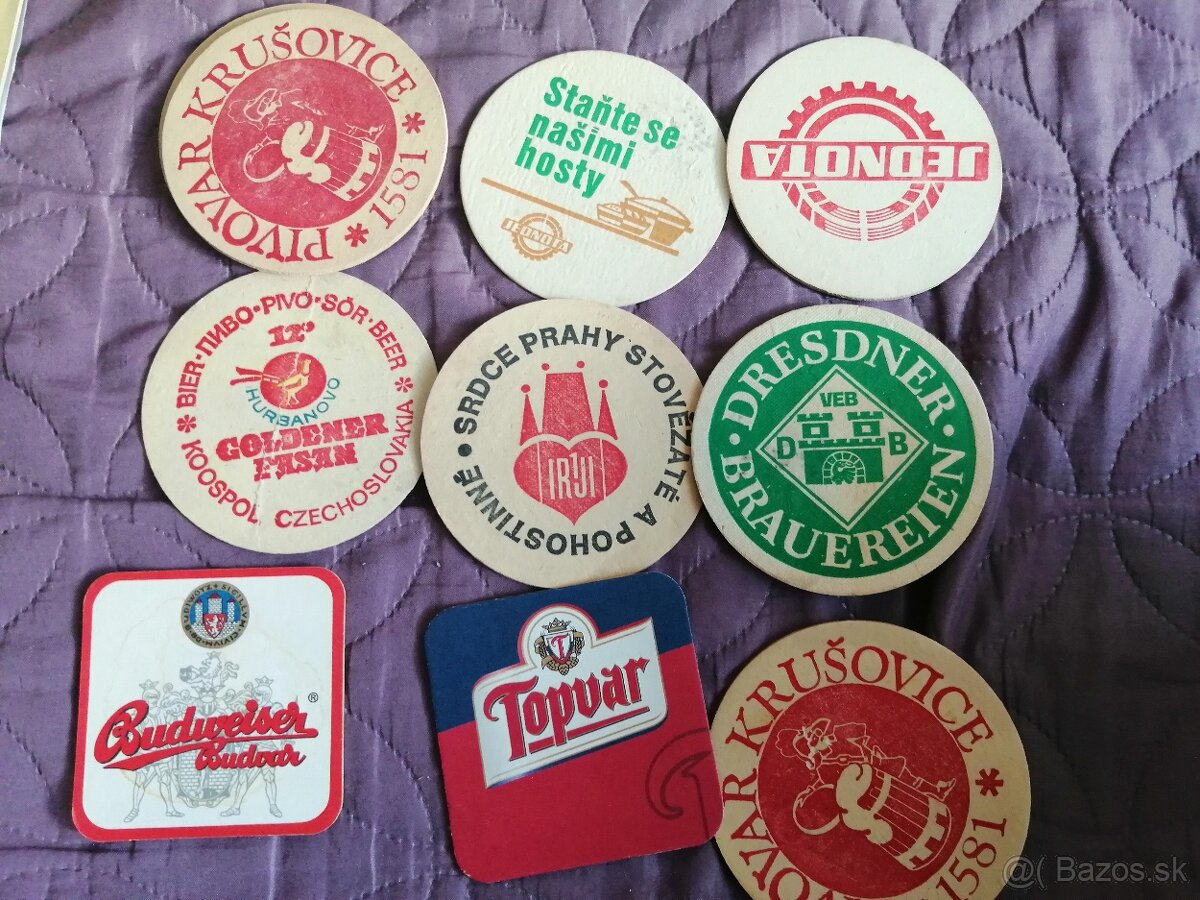 PIVOVAR KRUŠOVICE * 1581 *
Staňte se
našimi
hosty
JEDNOTA
JEDNOTA
BIER·ПИВО·PIVO·SÖR·BEER
12°
HURBANOVO
GOLDENER
FASAN
* KOOSPOL CZECHOSLOVAKIA *
• SRDCE PRAHY STOVĚŽATÉ A POHOSTINNÉ
IRJI
·DRESDNER·
VEB
D B
BRAUEREIEN
Budweiser
Budvar
®
Topvar
PIVOVAR KRUŠOVICE * 1581
@( Bazos.sk